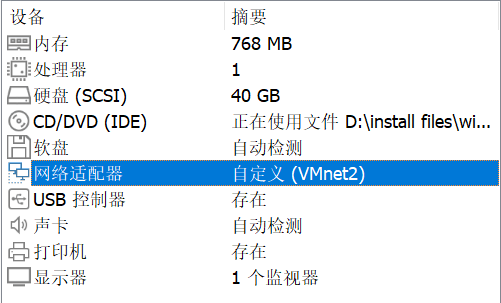 设备 摘要
内存 768 MB
处理器 1
硬盘 (SCSI) 40 GB
CD/DVD (IDE) 正在使用文件 D:\install files\wi...
软盘 自动检测
网络适配器 自定义 (VMnet2)
USB 控制器 存在
声卡 自动检测
打印机 存在
显示器 1 个监视器